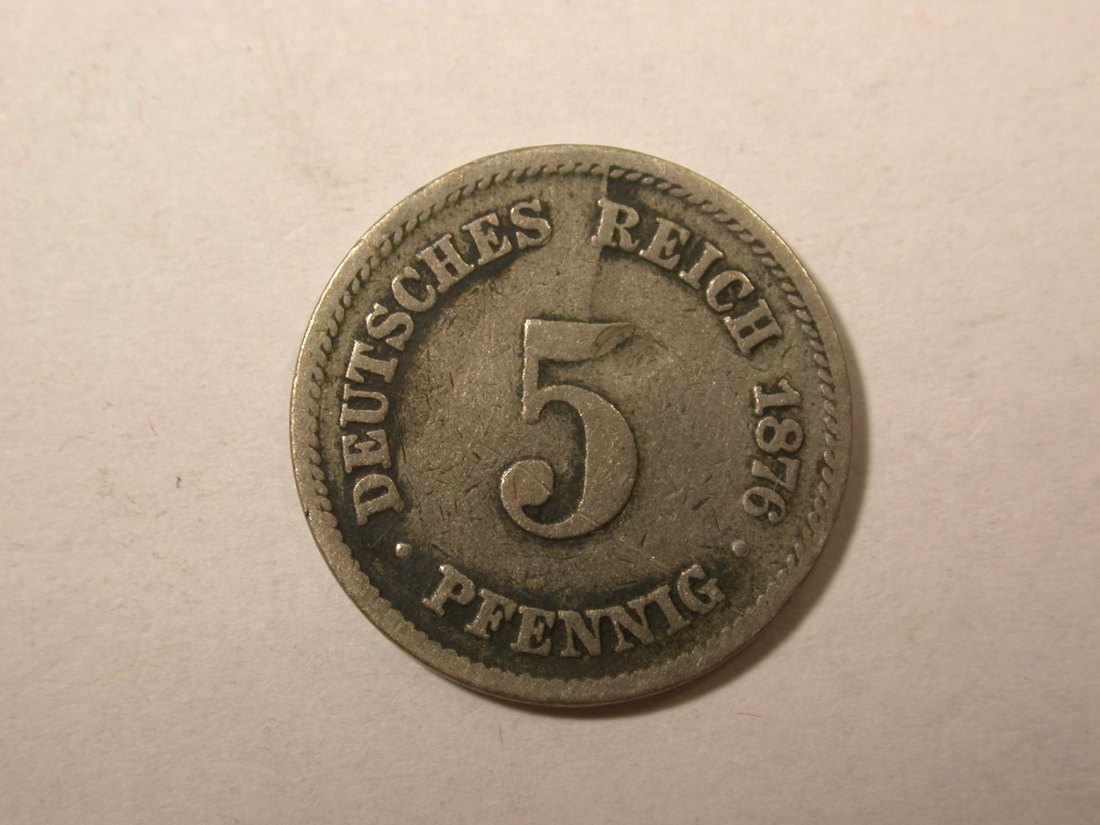 DEUTSCHES REICH 1876
5
· PFENNIG ·